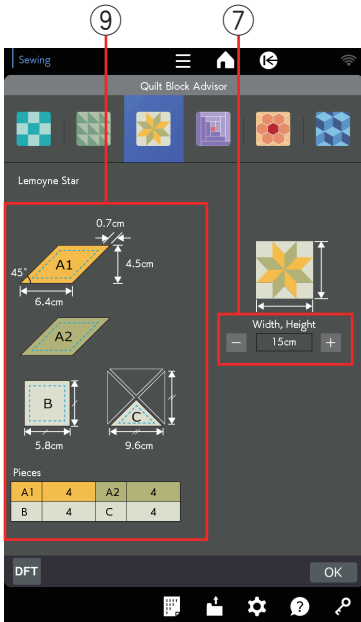 ⑨ ⑦
Sewing
Quilt Block Advisor
Lemoyne Star
0.7cm
A1
4.5cm
45°
6.4cm
A2
B
C
5.8cm
9.6cm
Width, Height
− 15cm +
Pieces
A1 4 A2 4
B 4 C 4
DFT
OK
?